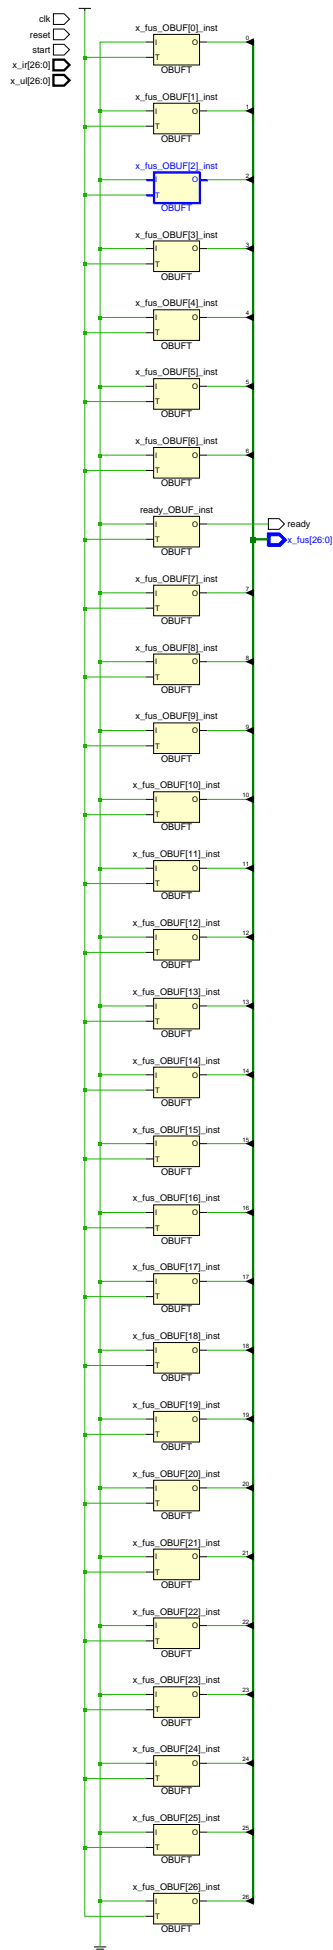 clk
reset
start
x_ir[26:0]
x_ul[26:0]
x_fus_OBUF[0]_inst
I O 0
T
OBUFT
x_fus_OBUF[1]_inst
I O 1
T
OBUFT
x_fus_OBUF[2]_inst
I O 2
T
OBUFT
x_fus_OBUF[3]_inst
I O 3
T
OBUFT
x_fus_OBUF[4]_inst
I O 4
T
OBUFT
x_fus_OBUF[5]_inst
I O 5
T
OBUFT
x_fus_OBUF[6]_inst
I O 6
T
OBUFT
ready_OBUF_inst
I O ready
T x_fus[26:0]
OBUFT
x_fus_OBUF[7]_inst
I O 7
T
OBUFT
x_fus_OBUF[8]_inst
I O 8
T
OBUFT
x_fus_OBUF[9]_inst
I O 9
T
OBUFT
x_fus_OBUF[10]_inst
I O 10
T
OBUFT
x_fus_OBUF[11]_inst
I O 11
T
OBUFT
x_fus_OBUF[12]_inst
I O 12
T
OBUFT
x_fus_OBUF[13]_inst
I O 13
T
OBUFT
x_fus_OBUF[14]_inst
I O 14
T
OBUFT
x_fus_OBUF[15]_inst
I O 15
T
OBUFT
x_fus_OBUF[16]_inst
I O 16
T
OBUFT
x_fus_OBUF[17]_inst
I O 17
T
OBUFT
x_fus_OBUF[18]_inst
I O 18
T
OBUFT
x_fus_OBUF[19]_inst
I O 19
T
OBUFT
x_fus_OBUF[20]_inst
I O 20
T
OBUFT
x_fus_OBUF[21]_inst
I O 21
T
OBUFT
x_fus_OBUF[22]_inst
I O 22
T
OBUFT
x_fus_OBUF[23]_inst
I O 23
T
OBUFT
x_fus_OBUF[24]_inst
I O 24
T
OBUFT
x_fus_OBUF[25]_inst
I O 25
T
OBUFT
x_fus_OBUF[26]_inst
I O 26
T
OBUFT